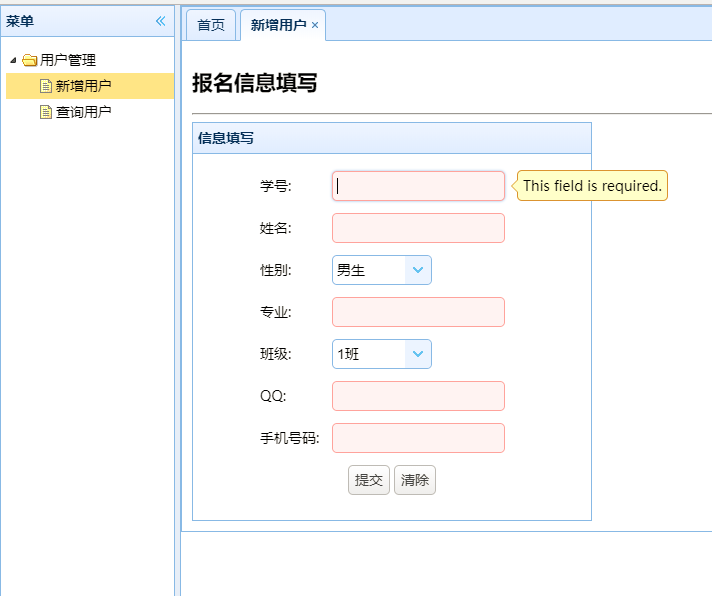 菜单
用户管理
新增用户
查询用户
首页 新增用户 ×
报名信息填写
信息填写
学号: This field is required.
姓名:
性别: 男生
专业:
班级: 1班
QQ:
手机号码:
提交 清除